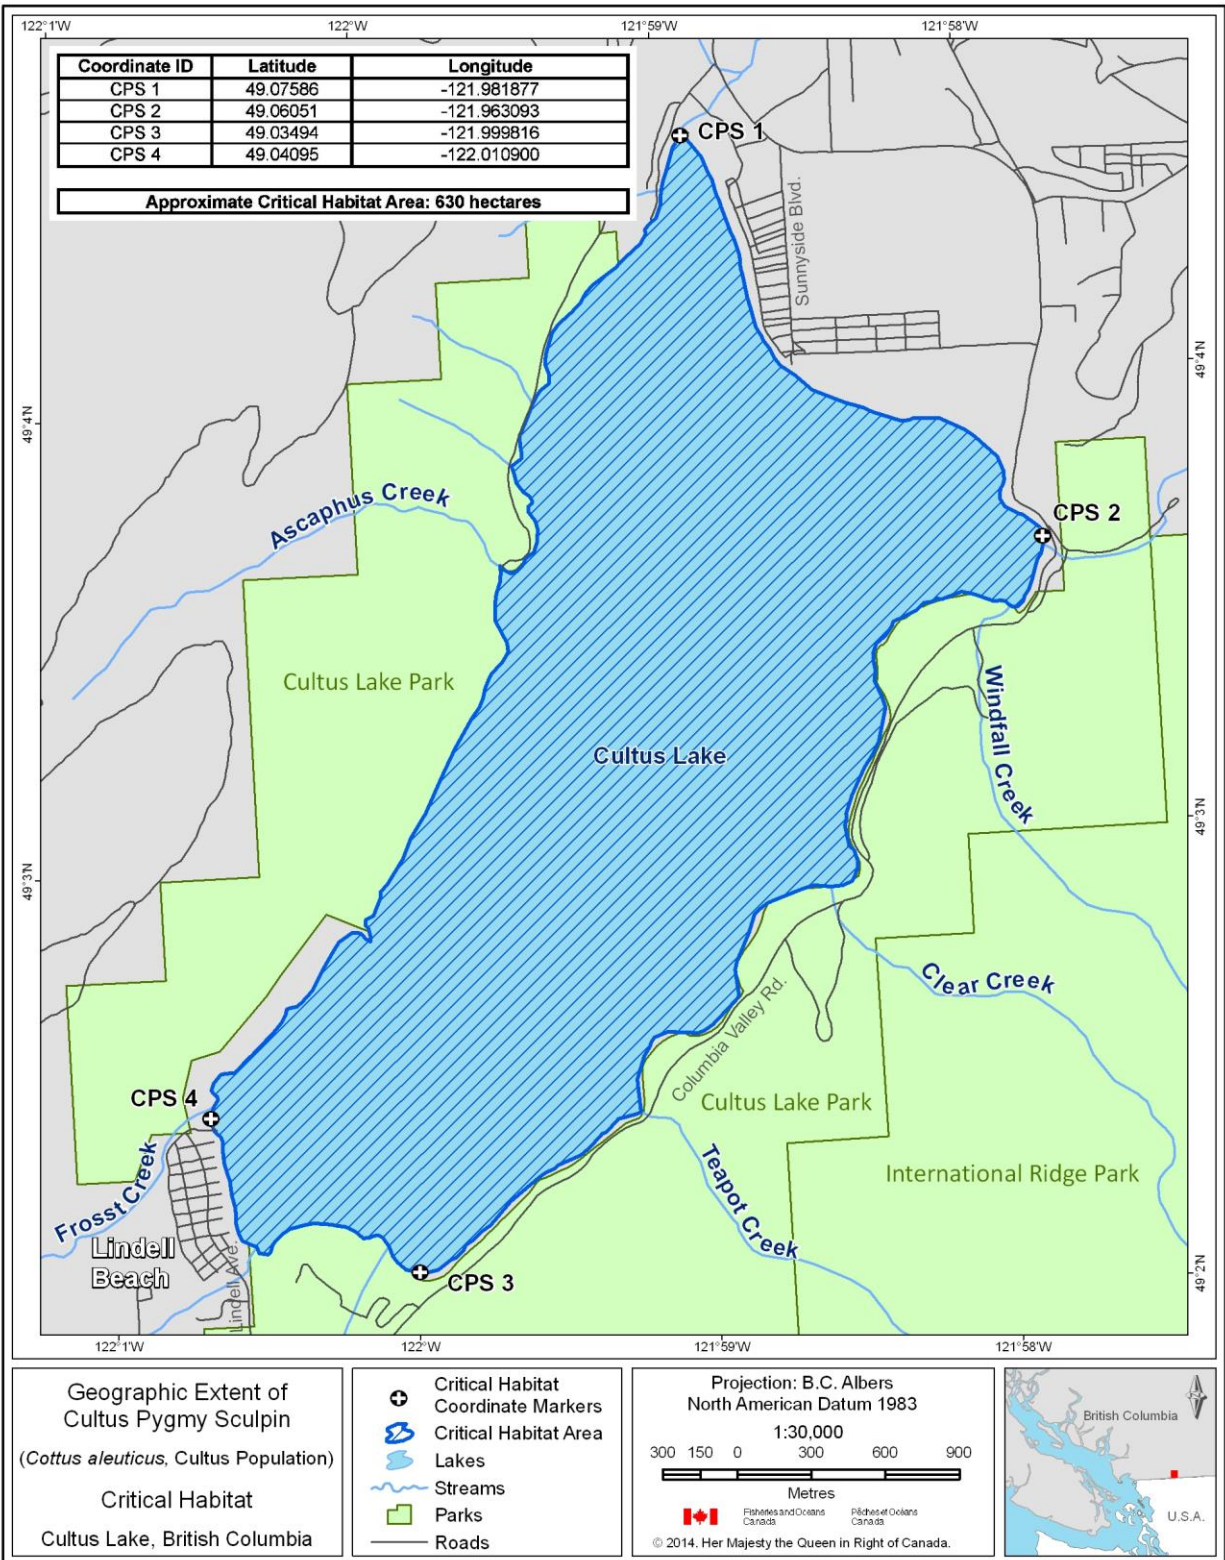 122°1'W 122°W 121°59'W 121°58'W
Coordinate ID Latitude Longitude
CPS 1 49.07586 -121.981877
CPS 2 49.06051 -121.963093
CPS 3 49.03494 -121.999816
CPS 4 49.04095 -122.010900
Approximate Critical Habitat Area: 630 hectares
CPS 1
Sunnyside Blvd.
49°4'N
49°4'N
Ascaphus Creek
CPS 2
Cultus Lake Park
Windfall Creek
Cultus Lake
49°3'N
49°3'N
Clear Creek
Columbia Valley Rd.
CPS 4
Cultus Lake Park
Teapot Creek
International Ridge Park
Frosst Creek
Lindell
Beach
Lindell Ave.
CPS 3
49°2'N
122°1'W 122°W 121°59'W 121°58'W
Geographic Extent of
Cultus Pygmy Sculpin
(Cottus aleuticus, Cultus Population)
Critical Habitat
Cultus Lake, British Columbia
Critical Habitat
Coordinate Markers
Critical Habitat Area
Lakes
Streams
Parks
Roads
Projection: B.C. Albers
North American Datum 1983
1:30,000
300 150 0 300 600 900
Metres
Fisheries and Oceans
Canada
Pêches et Océans
Canada
© 2014. Her Majesty the Queen in Right of Canada.
British Columbia
U.S.A.